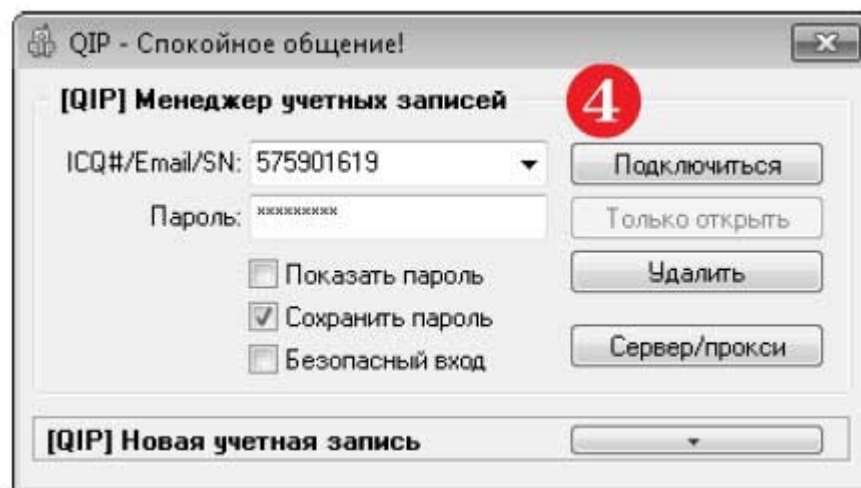 QIP - Спокойное общение!
[QIP] Менеджер учетных записей
4
ICQ#/Email/SN: 575901619
Подключиться
Пароль: *********
Только открыть
Показать пароль
Удалить
Сохранить пароль
Безопасный вход
Сервер/прокси
[QIP] Новая учетная запись